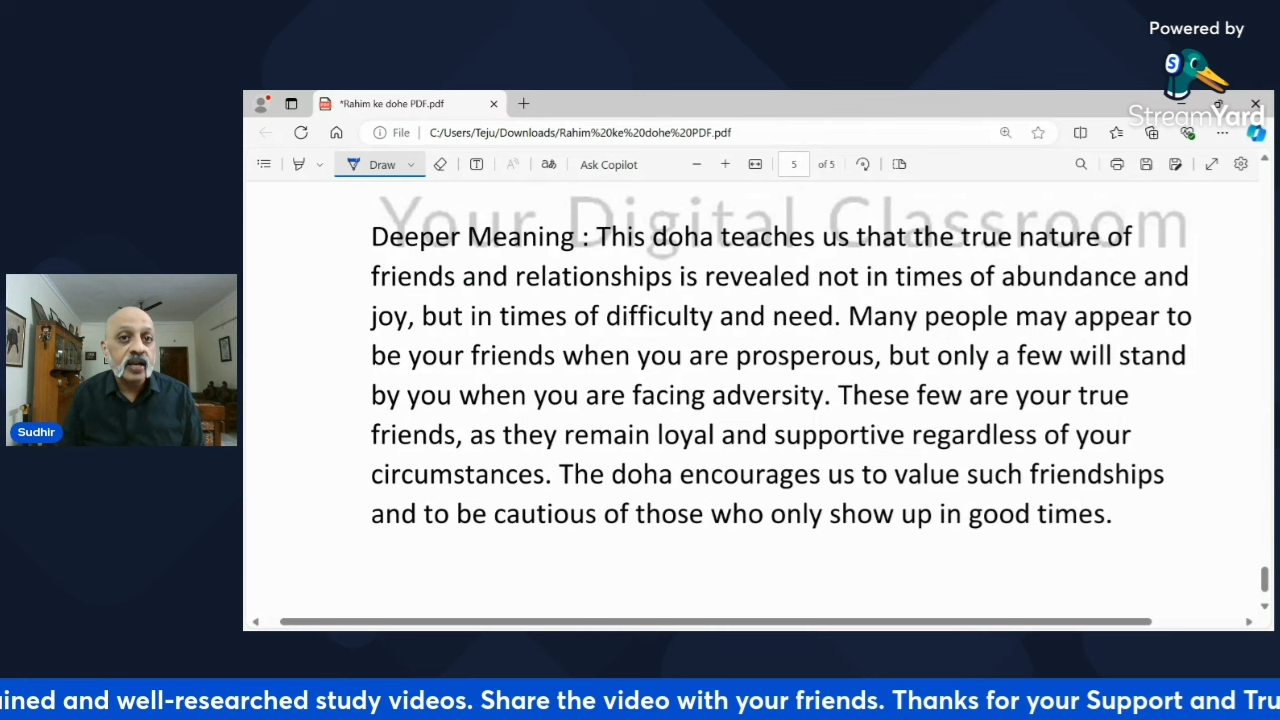 Powered by
StreamYard
*Rahim ke dohe PDF.pdf
File
C:/Users/Teju/Downloads/Rahim%20ke%20dohe%20PDF.pdf
Draw
Ask Copilot
5 of 5
Your Digital Classroom
Deeper Meaning : This doha teaches us that the true nature of
friends and relationships is revealed not in times of abundance and
joy, but in times of difficulty and need. Many people may appear to
be your friends when you are prosperous, but only a few will stand
by you when you are facing adversity. These few are your true
friends, as they remain loyal and supportive regardless of your
circumstances. The doha encourages us to value such friendships
and to be cautious of those who only show up in good times.
Sudhir
ained and well-researched study videos. Share the video with your friends. Thanks for your Support and Tru